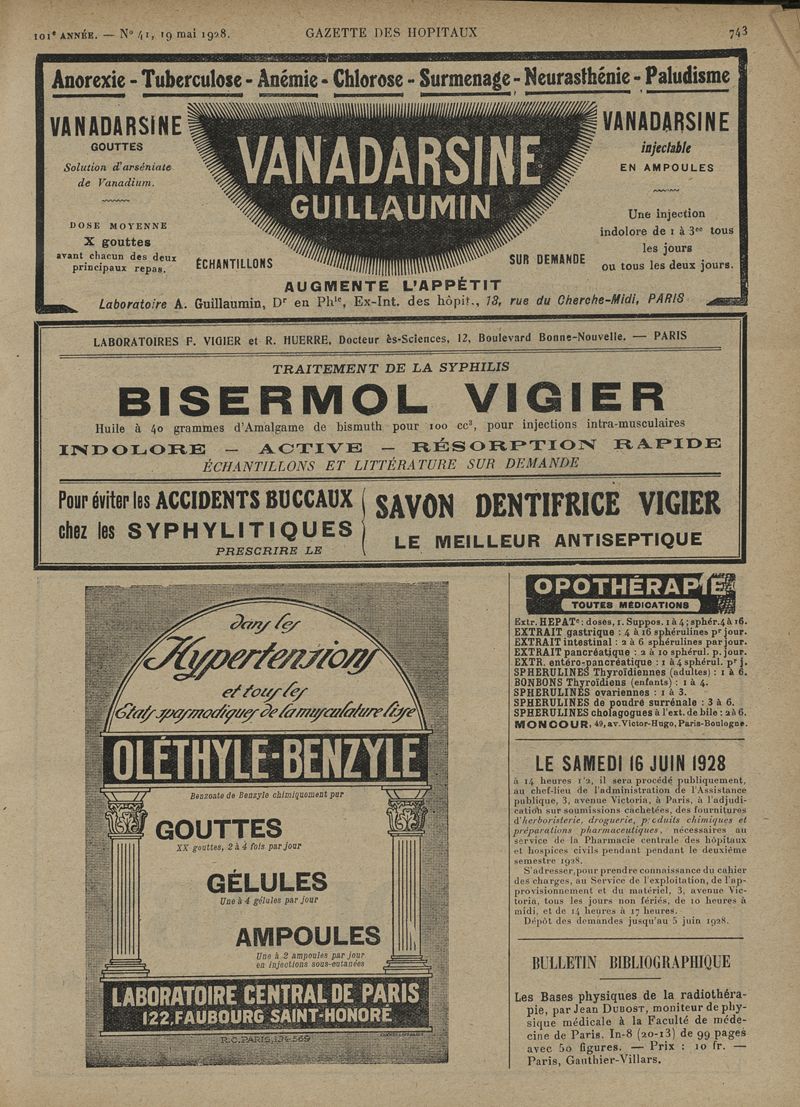 101e ANNÉE. — No 41, 19 mai 1928.
GAZETTE DES HOPITAUX
743
Anorexie - Tuberculose - Anémie - Chlorose - Surmenage - Neurasthénie - Paludisme
VANADARSINE
GOUTTES
Solution d'arséniate
de Vanadium.
DOSE MOYENNE
X gouttes
avant chacun des deux
principaux repas.
VANADARSINE
GUILLAUMIN
ÉCHANTILLONS
SUR DEMANDE
VANADARSINE
injectable
EN AMPOULES
Une injection
indolore de 1 à 3cc tous
les jours
ou tous les deux jours.
AUGMENTE L'APPÉTIT
Laboratoire A. Guillaumin, Dr en Phie, Ex-Int. des hôpit., 13, rue du Cherche-Midi, PARIS
LABORATOIRES F. VIGIER et R. HUERRE, Docteur ès-Sciences, 12, Boulevard Bonne-Nouvelle. — PARIS
TRAITEMENT DE LA SYPHILIS
BISERMOL VIGIER
Huile à 40 grammes d'Amalgame de bismuth pour 100 cc3, pour injections intra-musculaires
INDOLORE — ACTIVE — RÉSORPTION RAPIDE
ÉCHANTILLONS ET LITTÉRATURE SUR DEMANDE
Pour éviter les ACCIDENTS BUCCAUX
chez les SYPHYLITIQUES
PRESCRIRE LE
SAVON DENTIFRICE VIGIER
LE MEILLEUR ANTISEPTIQUE
dans les
Hypertensions
et tous les
États spasmodiques de la musculature lisse
OLÉTHYLE-BENZYLE
Benzoate de Benzyle chimiquement pur
GOUTTES
XX gouttes, 2 à 4 fois par jour
GÉLULES
Une à 4 gélules par jour
AMPOULES
Une à 2 ampoules par jour
en injections sous-cutanées
LABORATOIRE CENTRAL DE PARIS
122, FAUBOURG SAINT-HONORÉ
R.C. PARIS, 134-569
OPOTHÉRAPIE
TOUTES MÉDICATIONS
Extr. HEPATe : doses, 1. Suppos. 1 à 4 ; sphér. 4 à 16.
EXTRAIT gastrique : 4 à 16 sphérulines pr jour.
EXTRAIT intestinal : 2 à 6 sphérulines par jour.
EXTRAIT pancréatique : 2 à 10 sphérul. p. jour.
EXTR. entéro-pancréatique : 1 à 4 sphérul. pr j.
SPHERULINES Thyroïdiennes (adultes) : 1 à 6.
BONBONS Thyroïdiens (enfants) : 1 à 4.
SPHERULINES ovariennes : 1 à 3.
SPHERULINES de poudre surrénale : 3 à 6.
SPHERULINES cholagogues à l'ext. de bile : 2 à 6.
MONCOUR, 49, av. Victor-Hugo, Paris-Boulogne.
LE SAMEDI 16 JUIN 1928
à 14 heures 1/2, il sera procédé publiquement,
au chef-lieu de l'administration de l'Assistance
publique, 3, avenue Victoria, à Paris, à l'adjudi-
cation sur soumissions cachetées, des fournitures
d'herboristerie, droguerie, produits chimiques et
préparations pharmaceutiques, nécessaires au
service de la Pharmacie centrale des hôpitaux
et hospices civils pendant pendant le deuxième
semestre 1928.
S'adresser, pour prendre connaissance du cahier
des charges, au Service de l'exploitation, de l'ap-
provisionnement et du matériel, 3, avenue Vic-
toria, tous les jours non fériés, de 10 heures à
midi, et de 14 heures à 17 heures.
Dépôt des demandes jusqu'au 5 juin 1928.
BULLETIN BIBLIOGRAPHIQUE
Les Bases physiques de la radiothéra-
pie, par Jean DUBOST, moniteur de phy-
sique médicale à la Faculté de méde-
cine de Paris. In-8 (20-13) de 99 pages
avec 50 figures. — Prix : 10 fr. —
Paris, Gauthier-Villars.